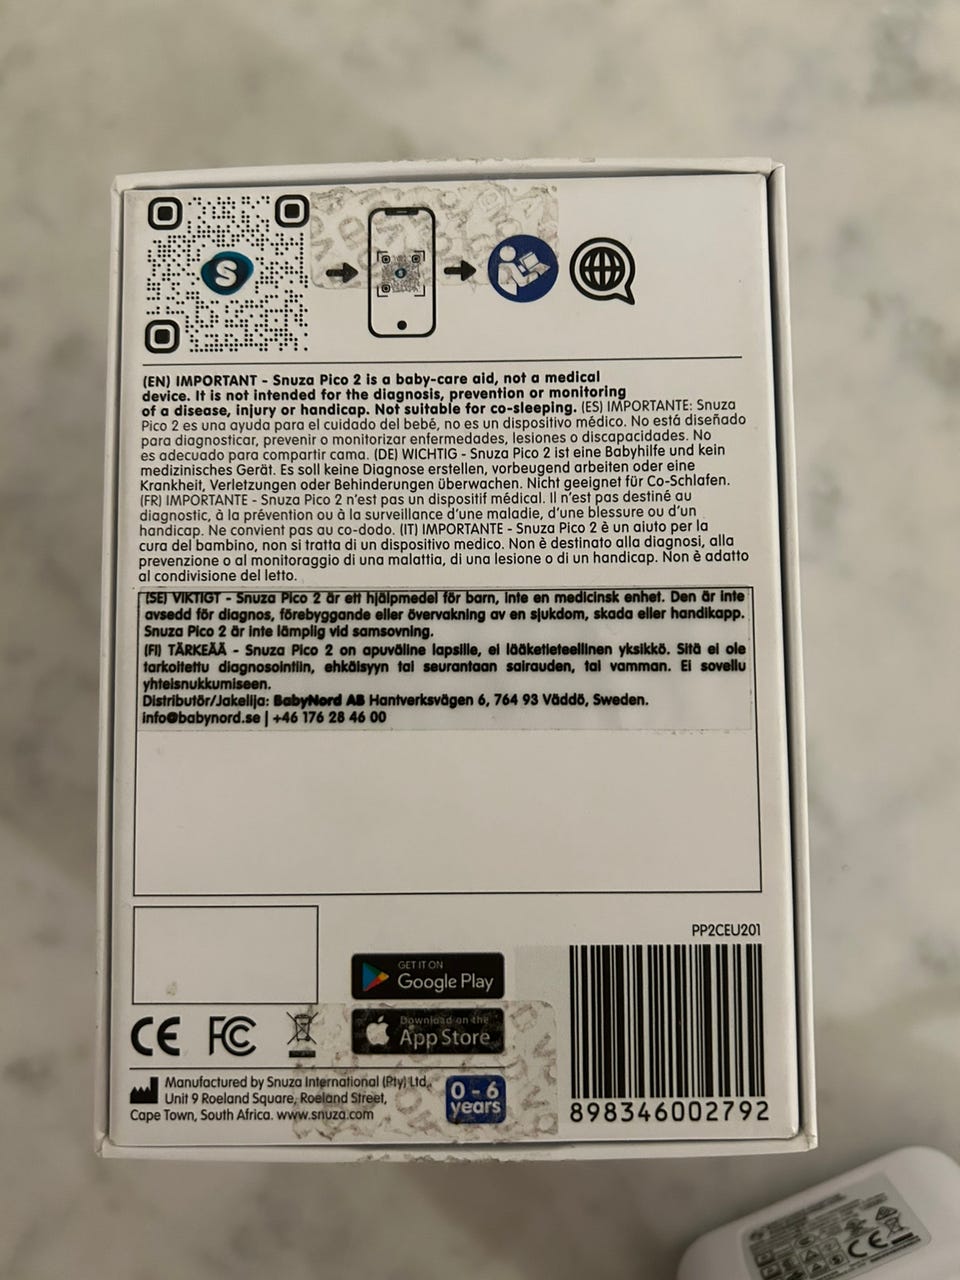 S
(EN) IMPORTANT - Snuza Pico 2 is a baby-care aid, not a medical
device. It is not intended for the diagnosis, prevention or monitoring
of a disease, injury or handicap. Not suitable for co-sleeping. (ES) IMPORTANTE: Snuza
Pico 2 es una ayuda para el cuidado del bebé, no es un dispositivo médico. No está diseñado
para diagnosticar, prevenir o monitorizar enfermedades, lesiones o discapacidades. No
es adecuado para compartir cama. (DE) WICHTIG - Snuza Pico 2 ist eine Babyhilfe und kein
medizinisches Gerät. Es soll keine Diagnose erstellen, vorbeugend arbeiten oder eine
Krankheit, Verletzungen oder Behinderungen überwachen. Nicht geeignet für Co-Schlafen.
(FR) IMPORTANTE - Snuza Pico 2 n'est pas un dispositif médical. Il n'est pas destiné au
diagnostic, à la prévention ou à la surveillance d'une maladie, d'une blessure ou d'un
handicap. Ne convient pas au co-dodo. (IT) IMPORTANTE - Snuza Pico 2 è un aiuto per la
cura del bambino, non si tratta di un dispositivo medico. Non è destinato alla diagnosi, alla
prevenzione o al monitoraggio di una malattia, di una lesione o di un handicap. Non è adatto
al condivisione del letto.
(SE) VIKTIGT - Snuza Pico 2 är ett hjälpmedel för barn, inte en medicinsk enhet. Den är inte
avsedd för diagnos, förebyggande eller övervakning av en sjukdom, skada eller handikapp.
Snuza Pico 2 är inte lämplig vid samsovning.
(FI) TÄRKEÄÄ - Snuza Pico 2 on apuväline lapsille, ei lääketieteellinen yksikkö. Sitä ei ole
tarkoitettu diagnosointiin, ehkäisyyn tai seurantaan sairauden, tai vamman. Ei sovellu
yhteisnukkumiseen.
Distributör/Jakelija: BabyNord AB Hantverksvägen 6, 764 93 Väddö, Sweden.
info@babynord.se | +46 176 28 46 00
PP2CEU201
GET IT ON
Google Play
Download on the
App Store
CE FC
Manufactured by Snuza International (Pty) Ltd.,
Unit 9 Roeland Square, Roeland Street,
Cape Town, South Africa. www.snuza.com
0 - 6
years
898346002792
CE